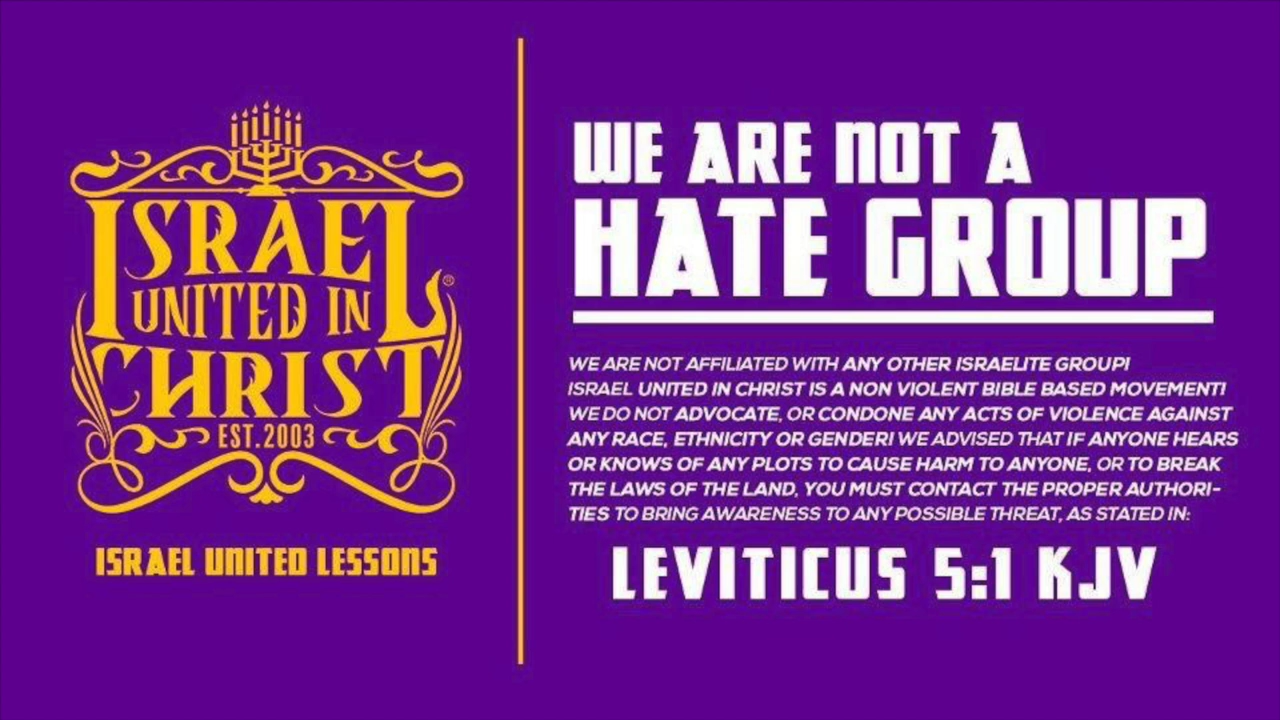 ISRAEL
UNITED IN
CHRIST
EST. 2003
®
ISRAEL UNITED LESSONS
WE ARE NOT A
HATE GROUP
WE ARE NOT AFFILIATED WITH ANY OTHER ISRAELITE GROUP!
ISRAEL UNITED IN CHRIST IS A NON VIOLENT BIBLE BASED MOVEMENT!
WE DO NOT ADVOCATE, OR CONDONE ANY ACTS OF VIOLENCE AGAINST
ANY RACE, ETHNICITY OR GENDER! WE ADVISED THAT IF ANYONE HEARS
OR KNOWS OF ANY PLOTS TO CAUSE HARM TO ANYONE, OR TO BREAK
THE LAWS OF THE LAND, YOU MUST CONTACT THE PROPER AUTHORI-
TIES TO BRING AWARENESS TO ANY POSSIBLE THREAT, AS STATED IN:
LEVITICUS 5:1 KJV